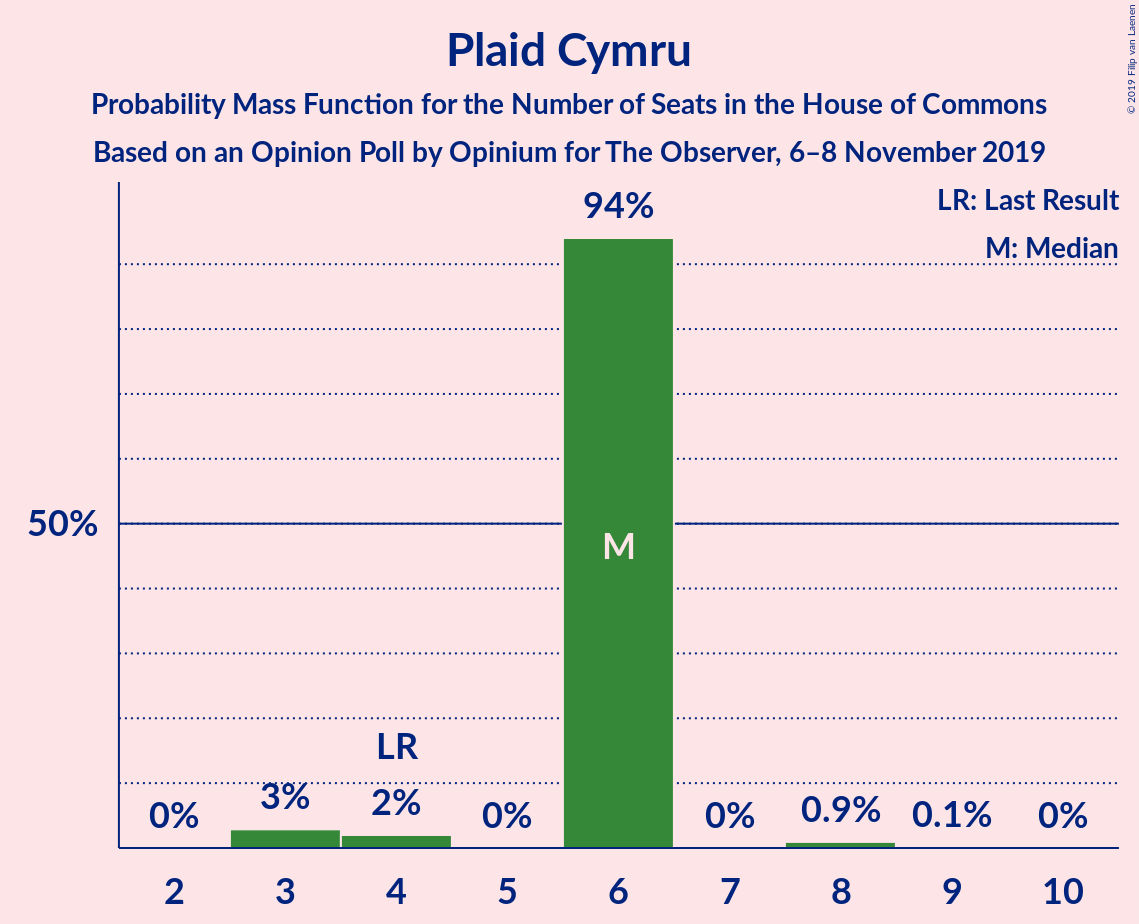 Plaid Cymru
Probability Mass Function for the Number of Seats in the House of Commons
Based on an Opinion Poll by Opinium for The Observer, 6–8 November 2019
© 2019 Filip van Laenen
LR: Last Result
M: Median
94%
50%
M
LR
0%
3%
2%
0%
0%
0.9%
0.1%
0%
2 3 4 5 6 7 8 9 10